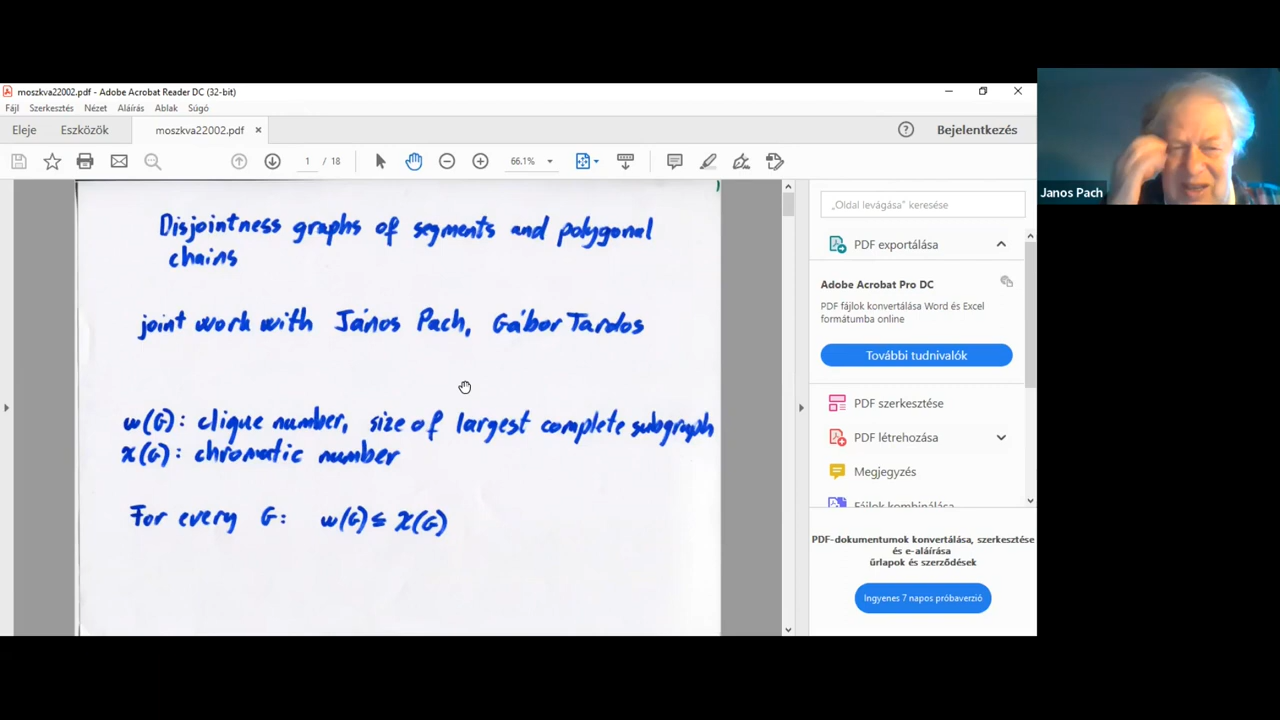 moszkva22002.pdf - Adobe Acrobat Reader DC (32-bit)
Fájl Szerkesztés Nézet Aláírás Ablak Súgó
Eleje Eszközök moszkva22002.pdf × Bejelentkezés
1 / 18 66.1%
Disjointness graphs of segments and polygonal
chains
joint work with János Pach, Gábor Tardos
ω(G): clique number, size of largest complete subgraph
χ(G): chromatic number
For every G: ω(G) ≤ χ(G)
„Oldal levágása" keresése
PDF exportálása
Adobe Acrobat Pro DC
PDF fájlok konvertálása Word és Excel
formátumba online
További tudnivalók
PDF szerkesztése
PDF létrehozása
Megjegyzés
Fájlok kombinálása
PDF-dokumentumok konvertálása, szerkesztése
és e-aláírása
űrlapok és szerződések
Ingyenes 7 napos próbaverzió
Janos Pach